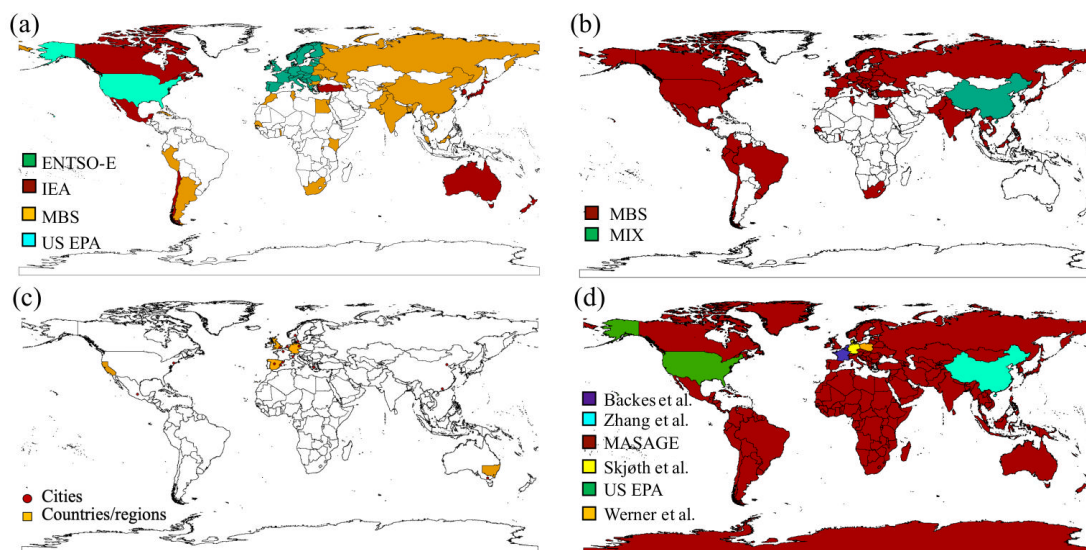 (a)
ENTSO-E
IEA
MBS
US EPA
(b)
MBS
MIX
(c)
Cities
Countries/regions
(d)
Backes et al.
Zhang et al.
MASAGE
Skjøth et al.
US EPA
Werner et al.